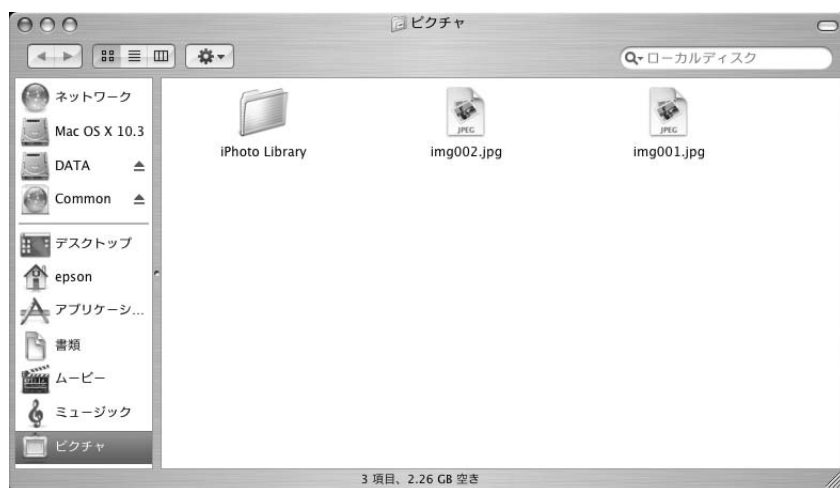 ピクチャ
ローカルディスク
ネットワーク
Mac OS X 10.3
DATA
Common
デスクトップ
epson
アプリケーシ...
書類
ムービー
ミュージック
ピクチャ
iPhoto Library
JPEG
img002.jpg
JPEG
img001.jpg
3 項目、2.26 GB 空き